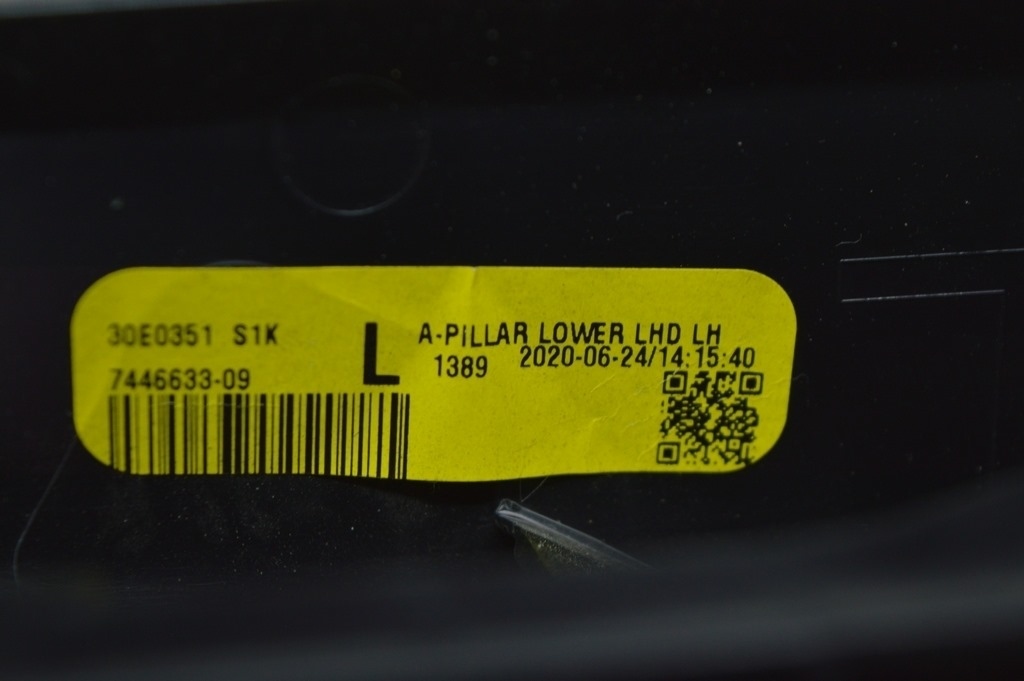 30E0351 S1K
7446633-09
L
A-PILLAR LOWER LHD LH
1389 2020-06-24/14:15:40